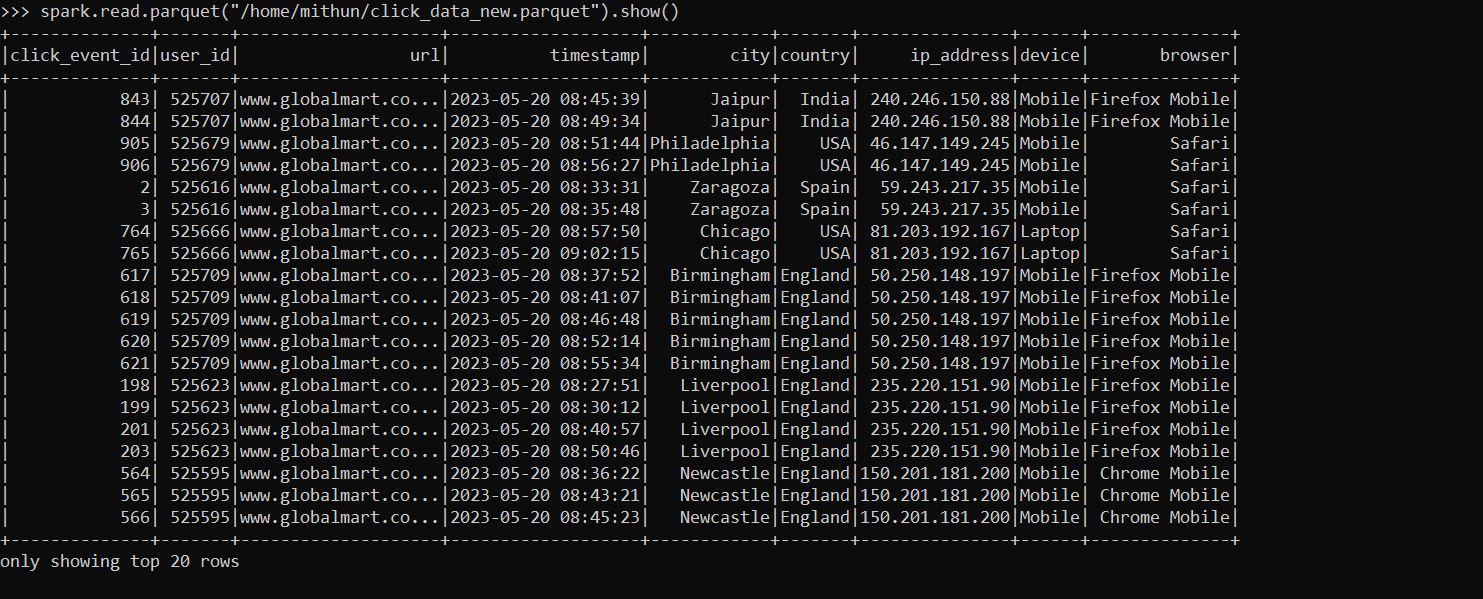 >>> spark.read.parquet("/home/mithun/click_data_new.parquet").show()
+--------------+-------+--------------------+-------------------+------------+-------+---------------+------+--------------+
|click_event_id|user_id|                 url|          timestamp|        city|country|     ip_address|device|       browser|
+--------------+-------+--------------------+-------------------+------------+-------+---------------+------+--------------+
|           843| 525707|www.globalmart.co...|2023-05-20 08:45:39|      Jaipur|  India| 240.246.150.88|Mobile|Firefox Mobile|
|           844| 525707|www.globalmart.co...|2023-05-20 08:49:34|      Jaipur|  India| 240.246.150.88|Mobile|Firefox Mobile|
|           905| 525679|www.globalmart.co...|2023-05-20 08:51:44|Philadelphia|    USA| 46.147.149.245|Mobile|        Safari|
|           906| 525679|www.globalmart.co...|2023-05-20 08:56:27|Philadelphia|    USA| 46.147.149.245|Mobile|        Safari|
|             2| 525616|www.globalmart.co...|2023-05-20 08:33:31|    Zaragoza|  Spain|  59.243.217.35|Mobile|        Safari|
|             3| 525616|www.globalmart.co...|2023-05-20 08:35:48|    Zaragoza|  Spain|  59.243.217.35|Mobile|        Safari|
|           764| 525666|www.globalmart.co...|2023-05-20 08:57:50|     Chicago|    USA| 81.203.192.167|Laptop|        Safari|
|           765| 525666|www.globalmart.co...|2023-05-20 09:02:15|     Chicago|    USA| 81.203.192.167|Laptop|        Safari|
|           617| 525709|www.globalmart.co...|2023-05-20 08:37:52|  Birmingham|England| 50.250.148.197|Mobile|Firefox Mobile|
|           618| 525709|www.globalmart.co...|2023-05-20 08:41:07|  Birmingham|England| 50.250.148.197|Mobile|Firefox Mobile|
|           619| 525709|www.globalmart.co...|2023-05-20 08:46:48|  Birmingham|England| 50.250.148.197|Mobile|Firefox Mobile|
|           620| 525709|www.globalmart.co...|2023-05-20 08:52:14|  Birmingham|England| 50.250.148.197|Mobile|Firefox Mobile|
|           621| 525709|www.globalmart.co...|2023-05-20 08:55:34|  Birmingham|England| 50.250.148.197|Mobile|Firefox Mobile|
|           198| 525623|www.globalmart.co...|2023-05-20 08:27:51|   Liverpool|England| 235.220.151.90|Mobile|Firefox Mobile|
|           199| 525623|www.globalmart.co...|2023-05-20 08:30:12|   Liverpool|England| 235.220.151.90|Mobile|Firefox Mobile|
|           201| 525623|www.globalmart.co...|2023-05-20 08:40:57|   Liverpool|England| 235.220.151.90|Mobile|Firefox Mobile|
|           203| 525623|www.globalmart.co...|2023-05-20 08:50:46|   Liverpool|England| 235.220.151.90|Mobile|Firefox Mobile|
|           564| 525595|www.globalmart.co...|2023-05-20 08:36:22|   Newcastle|England|150.201.181.200|Mobile| Chrome Mobile|
|           565| 525595|www.globalmart.co...|2023-05-20 08:43:21|   Newcastle|England|150.201.181.200|Mobile| Chrome Mobile|
|           566| 525595|www.globalmart.co...|2023-05-20 08:45:23|   Newcastle|England|150.201.181.200|Mobile| Chrome Mobile|
+--------------+-------+--------------------+-------------------+------------+-------+---------------+------+--------------+
only showing top 20 rows